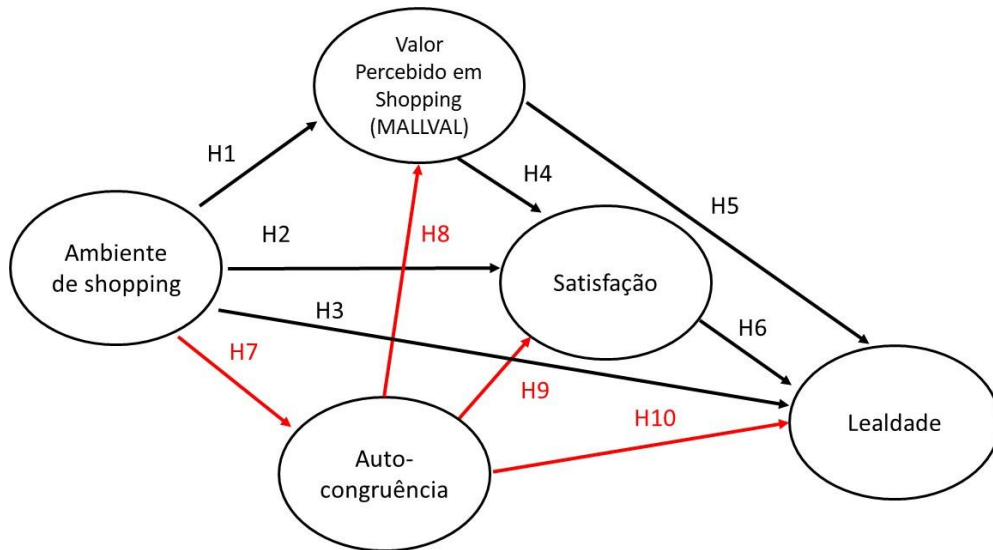 Valor
Percebido em
Shopping
(MALLVAL)
H1
H4
H5
H2
H8
Ambiente
de shopping
Satisfação
H3
H6
H7
H9
H10
Lealdade
Auto-
congruência